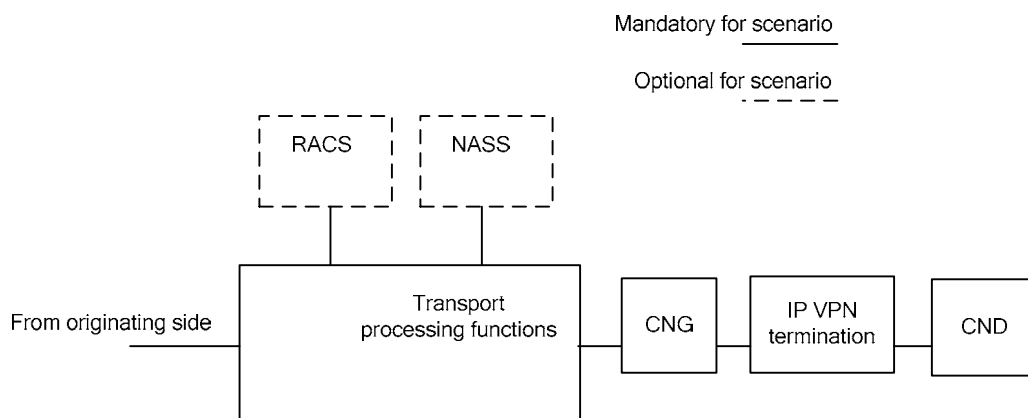 Mandatory for scenario
Optional for scenario
RACS
NASS
From originating side
Transport
processing functions
CNG
IP VPN
termination
CND